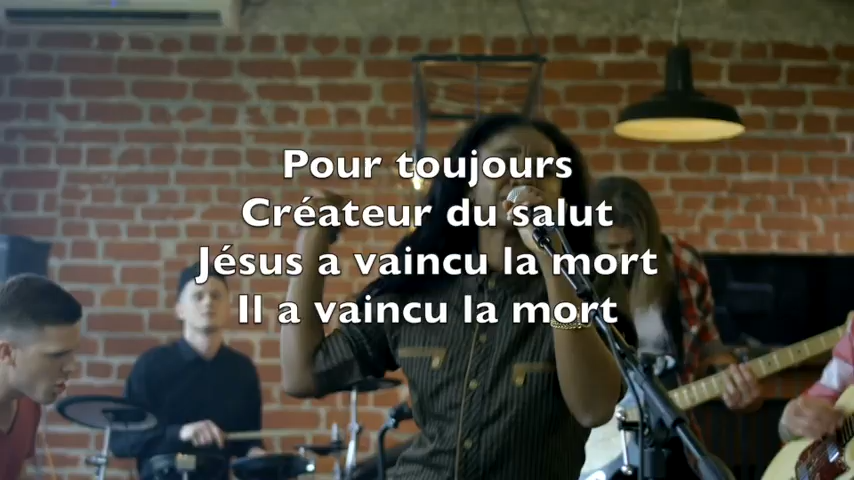 Pour toujours
Créateur du salut
Jésus a vaincu la mort
Il a vaincu la mort